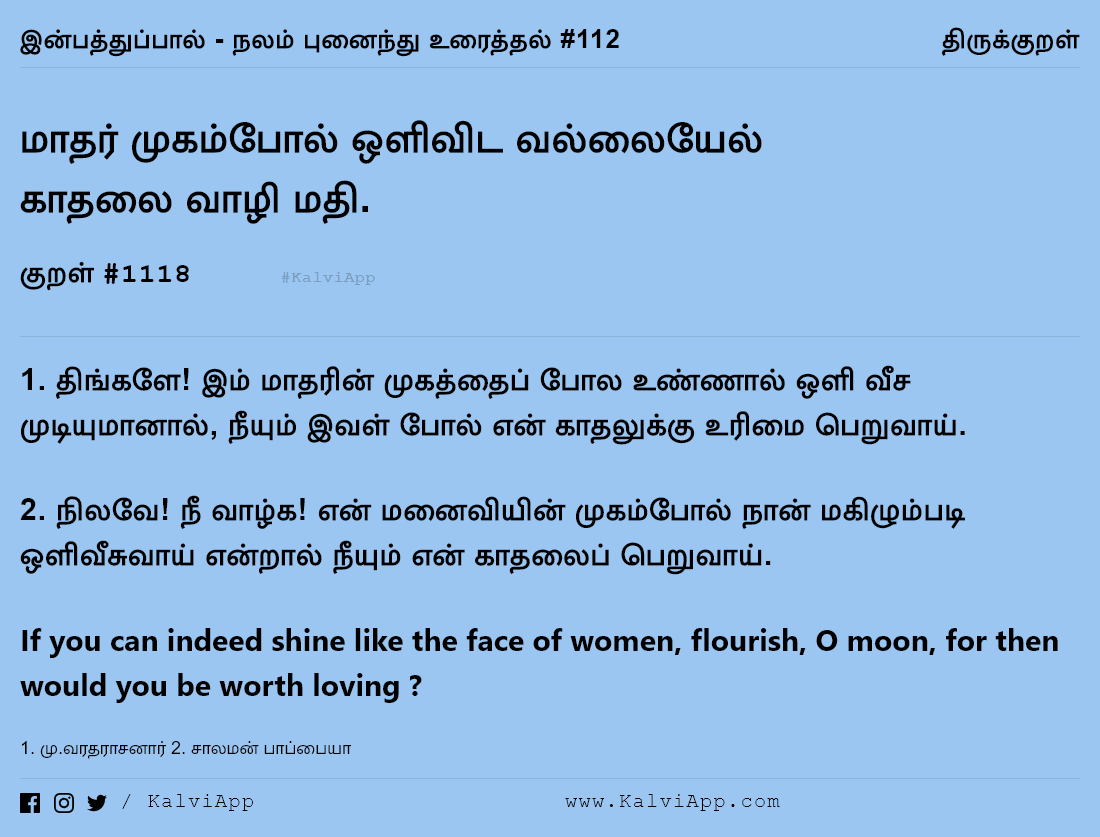 இன்பத்துப்பால் - நலம் புனைந்து உரைத்தல் #112 திருக்குறள்
மாதர் முகம்போல் ஒளிவிட வல்லையேல்
காதலை வாழி மதி.
குறள் #1118 #KalviApp
1. திங்களே! இம் மாதரின் முகத்தைப் போல உண்ணால் ஒளி வீச
முடியுமானால், நீயும் இவள் போல் என் காதலுக்கு உரிமை பெறுவாய்.
2. நிலவே! நீ வாழ்க! என் மனைவியின் முகம்போல் நான் மகிழும்படி
ஒளிவீசுவாய் என்றால் நீயும் என் காதலைப் பெறுவாய்.
If you can indeed shine like the face of women, flourish, O moon, for then
would you be worth loving ?
1. மு.வரதராசனார் 2. சாலமன் பாப்பையா
/ KalviApp www.KalviApp.com